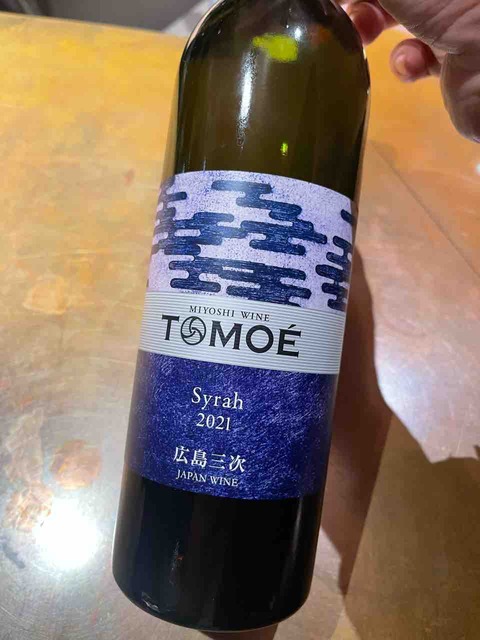 MIYOSHI WINE
TOMOÉ
Syrah
2021
広島三次
JAPAN WINE